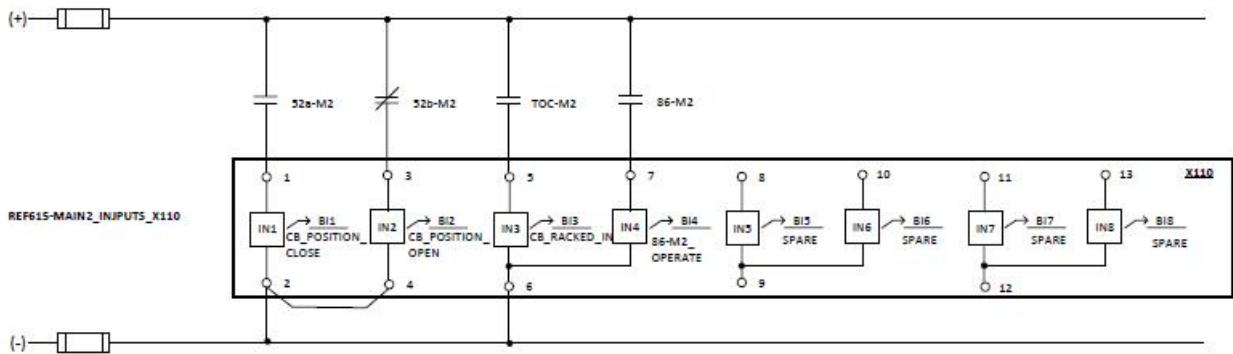 (+)
52a-M2
52b-M2
TOC-M2
86-M2
1
3
5
7
8
10
11
13
X110
REF615-MAIN2_INJPUTS_X110
IN1
BI1
CB_POSITION_
CLOSE
IN2
BI2
CB_POSITION_
OPEN
IN3
BI3
CB_RACKED_IN
IN4
BI4
86-M2_
OPERATE
IN5
BI5
SPARE
IN6
BI6
SPARE
IN7
BI7
SPARE
IN8
BI8
SPARE
2
4
6
9
12
(-)